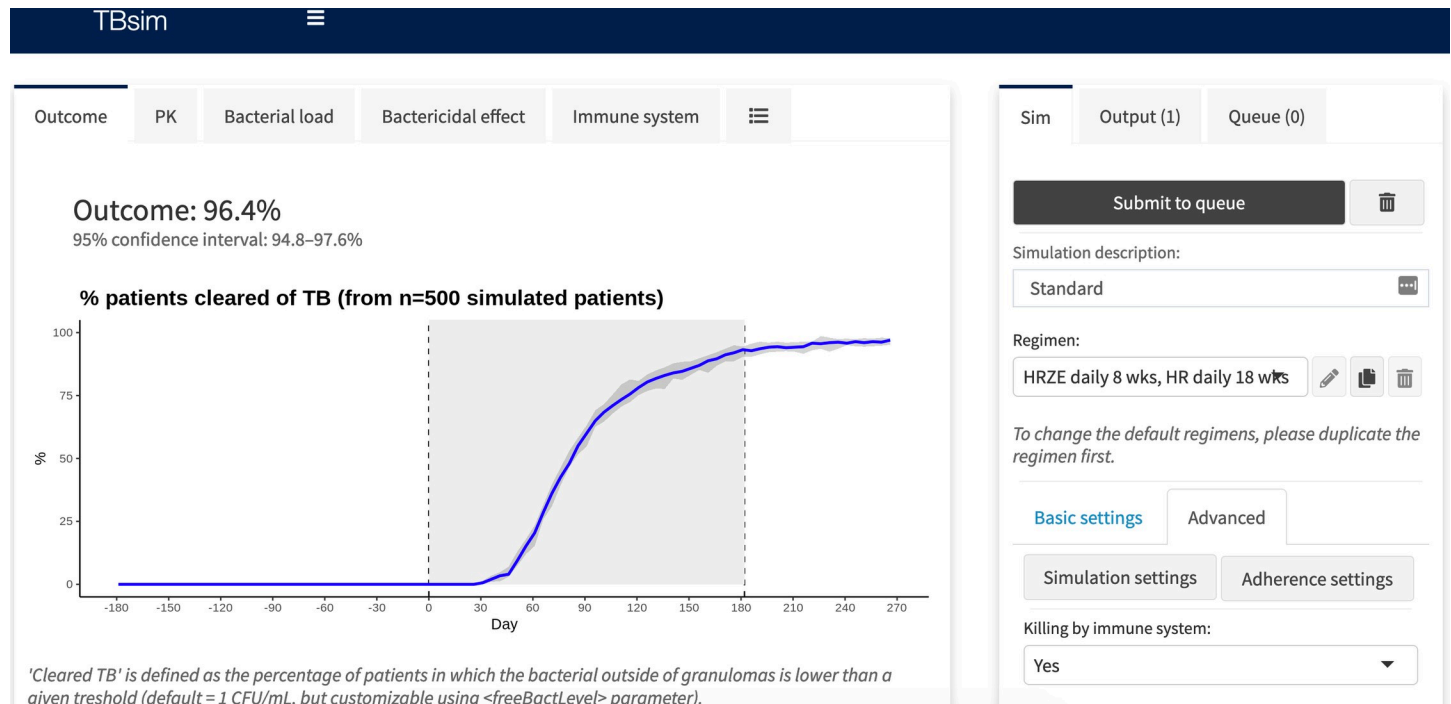 TBsim
Outcome
PK
Bacterial load
Bactericidal effect
Immune system
Outcome: 96.4%
95% confidence interval: 94.8–97.6%
% patients cleared of TB (from n=500 simulated patients)
100
75
50
25
0
%
-180 -150 -120 -90 -60 -30 0 30 60 90 120 150 180 210 240 270
Day
'Cleared TB' is defined as the percentage of patients in which the bacterial outside of granulomas is lower than a
given treshold (default = 1 CFU/mL, but customizable using <freeBactLevel> parameter).
Sim
Output (1)
Queue (0)
Submit to queue
Simulation description:
Standard
Regimen:
HRZE daily 8 wks, HR daily 18 wks
To change the default regimens, please duplicate the
regimen first.
Basic settings
Advanced
Simulation settings
Adherence settings
Killing by immune system:
Yes